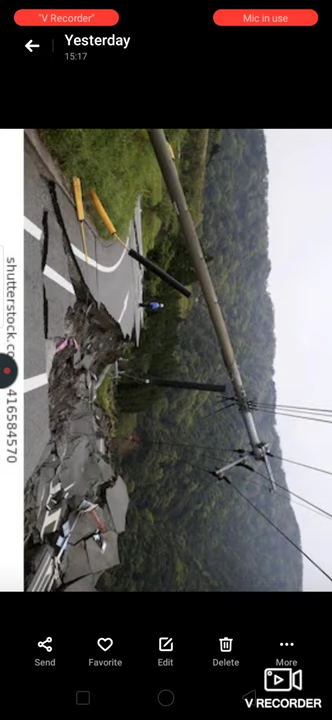 "V Recorder"
Mic in use
Yesterday
15:17
shutterstock.co
416584570
Send
Favorite
Edit
Delete
More
V RECORDER